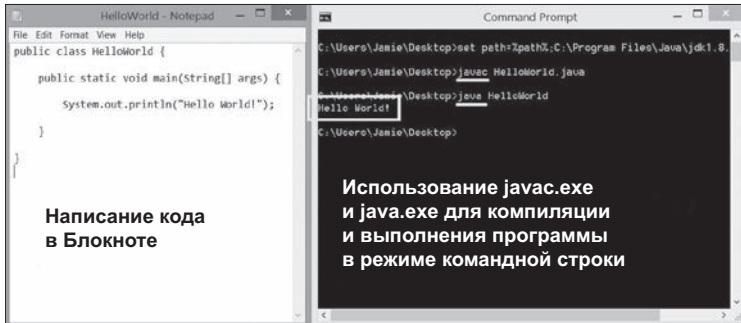 HelloWorld - Notepad
File Edit Format View Help
public class HelloWorld {
public static void main(String[] args) {
System.out.println("Hello World!");
}
}
Написание кода
в Блокноте
Command Prompt
C:\Users\Jamie\Desktop>set path=%path%;C:\Program Files\Java\jdk1.8.
C:\Users\Jamie\Desktop>javac HelloWorld.java
C:\Users\Jamie\Desktop>java HelloWorld
Hello World!
C:\Users\Jamie\Desktop>
Использование javac.exe
и java.exe для компиляции
и выполнения программы
в режиме командной строки